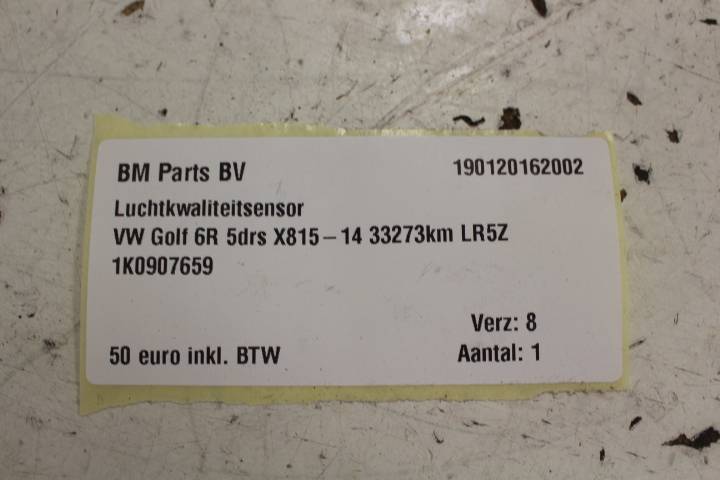 BM Parts BV 190120162002
Luchtkwaliteitsensor
VW Golf 6R 5drs X815-14 33273km LR5Z
1K0907659
Verz: 8
50 euro inkl. BTW Aantal: 1